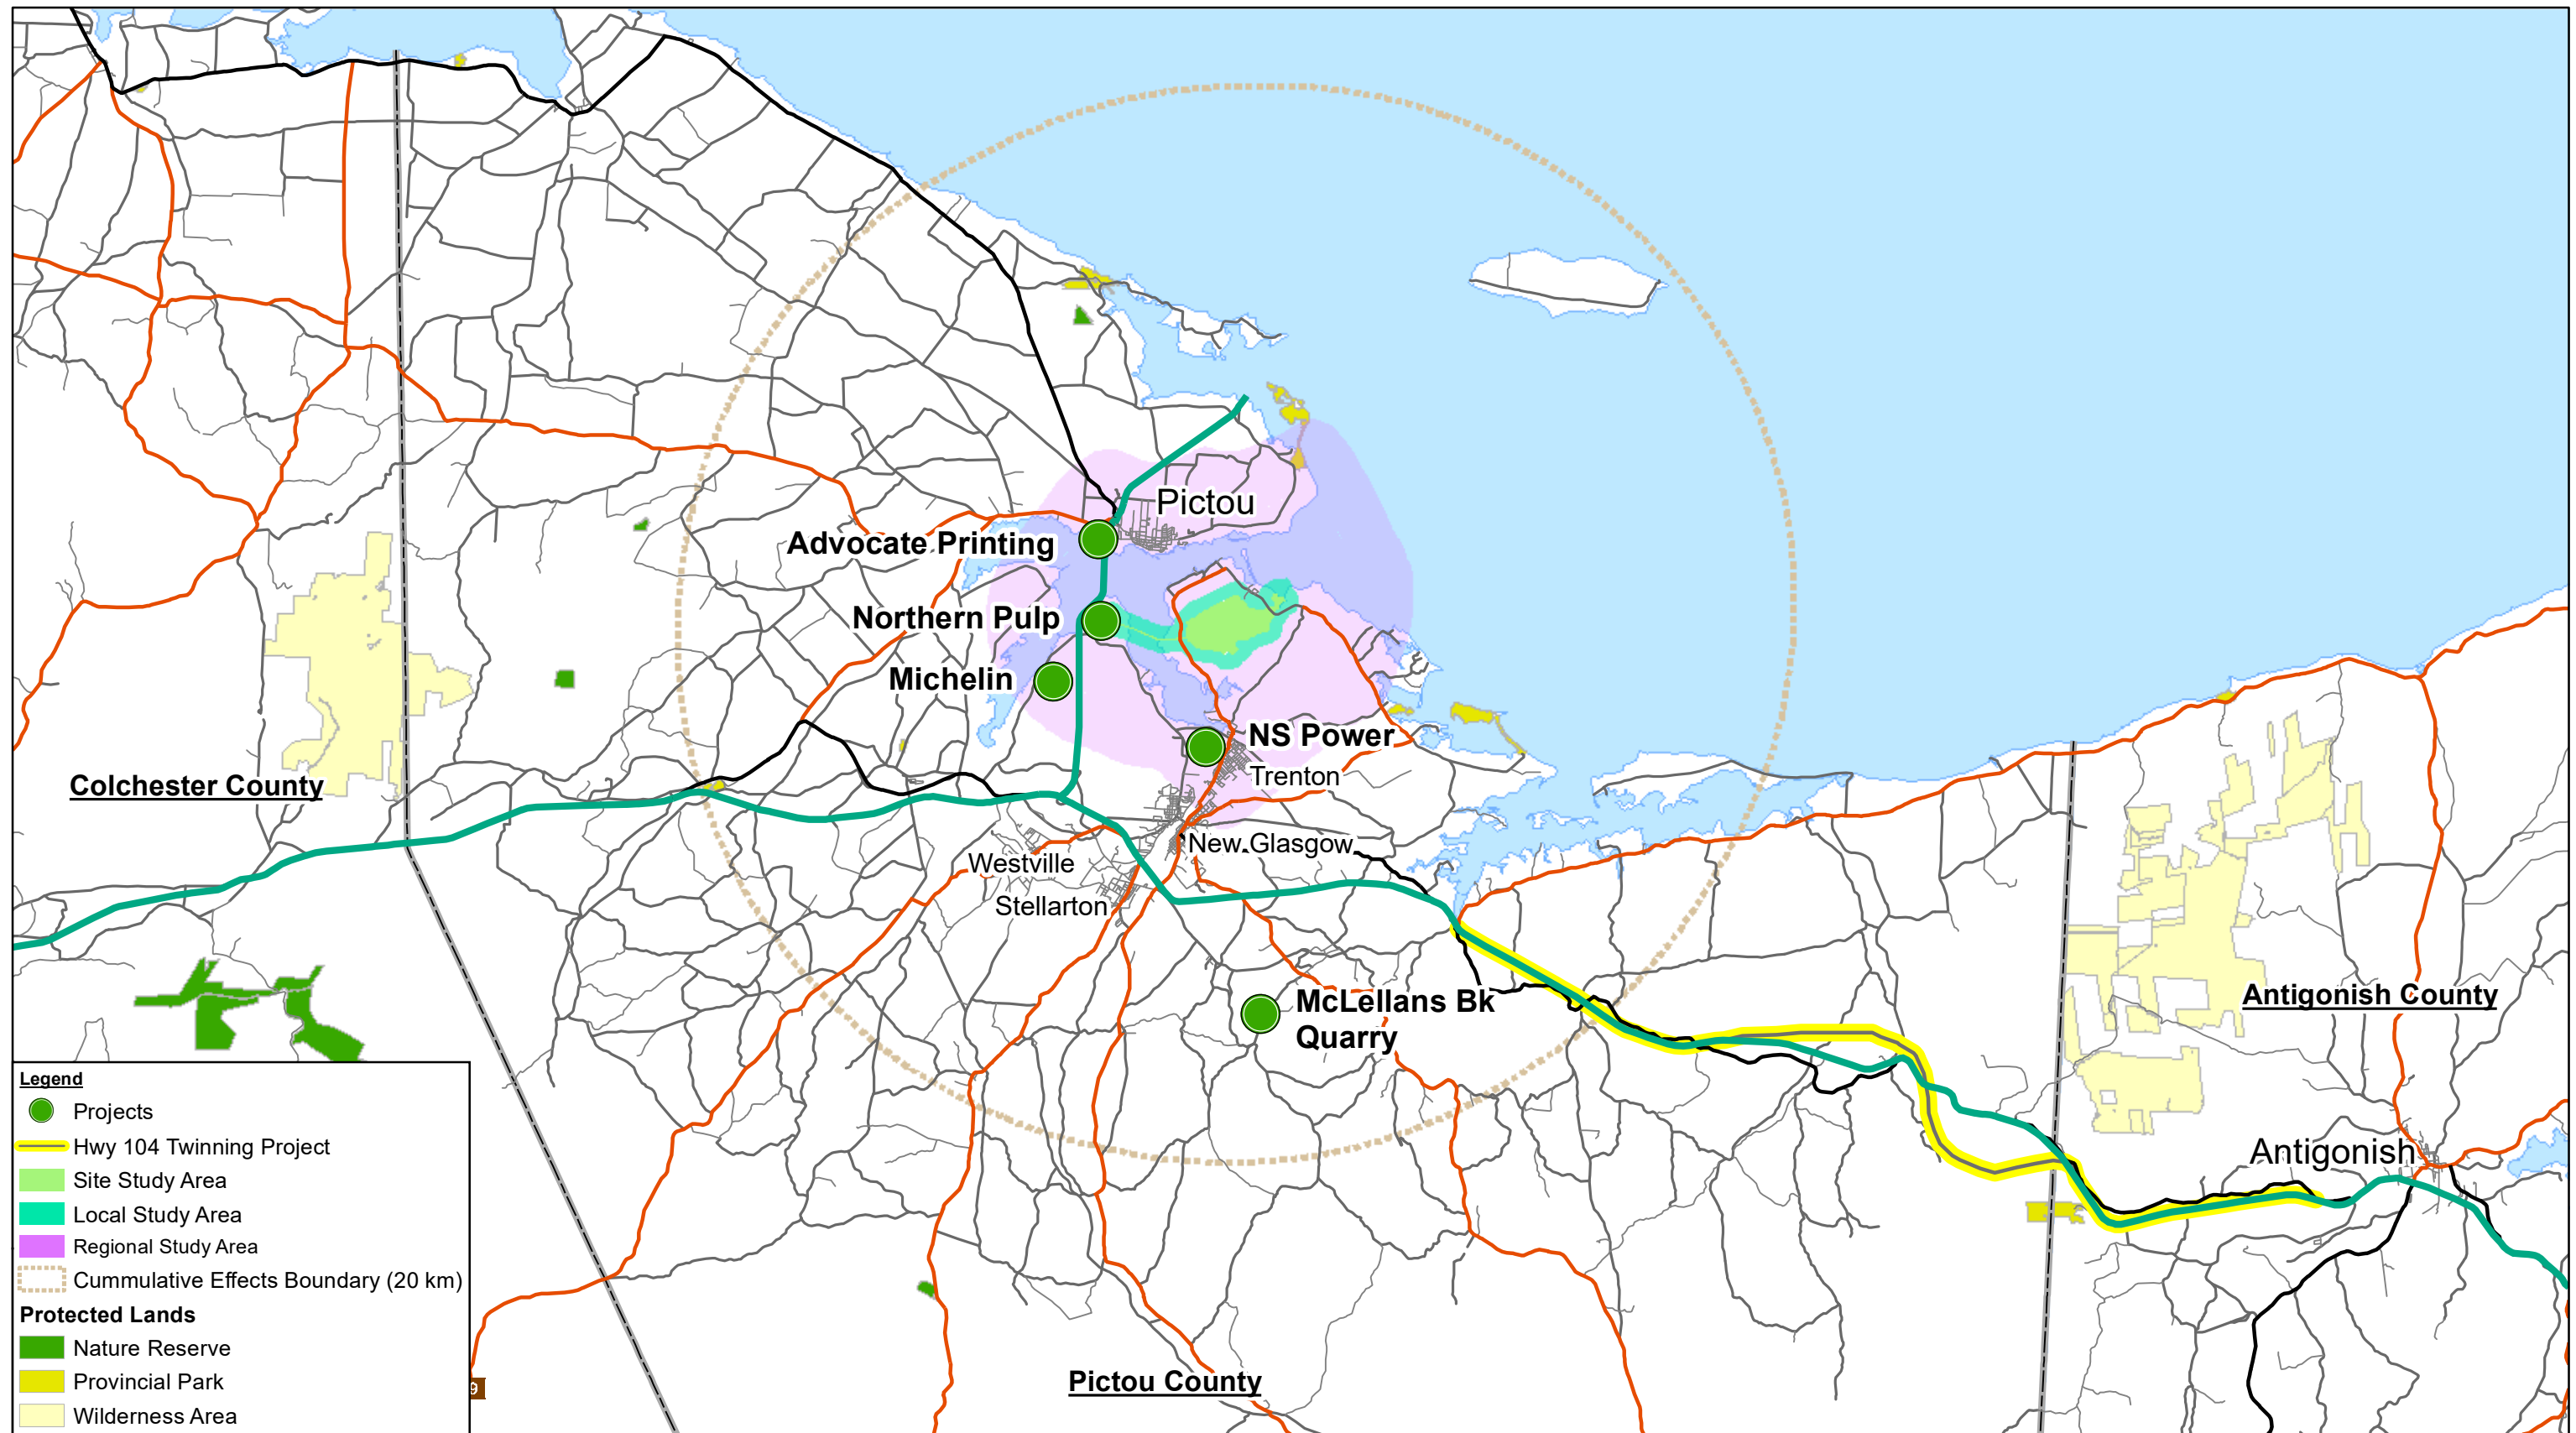 Pictou
Advocate Printing
Northern Pulp
Michelin
NS Power
Trenton
Colchester County
New Glasgow
Westville
Stellarton
McLellans Bk
Quarry
Antigonish County
Antigonish
Pictou County
9
Legend
Projects
Hwy 104 Twinning Project
Site Study Area
Local Study Area
Regional Study Area
Cummulative Effects Boundary (20 km)
Protected Lands
Nature Reserve
Provincial Park
Wilderness Area